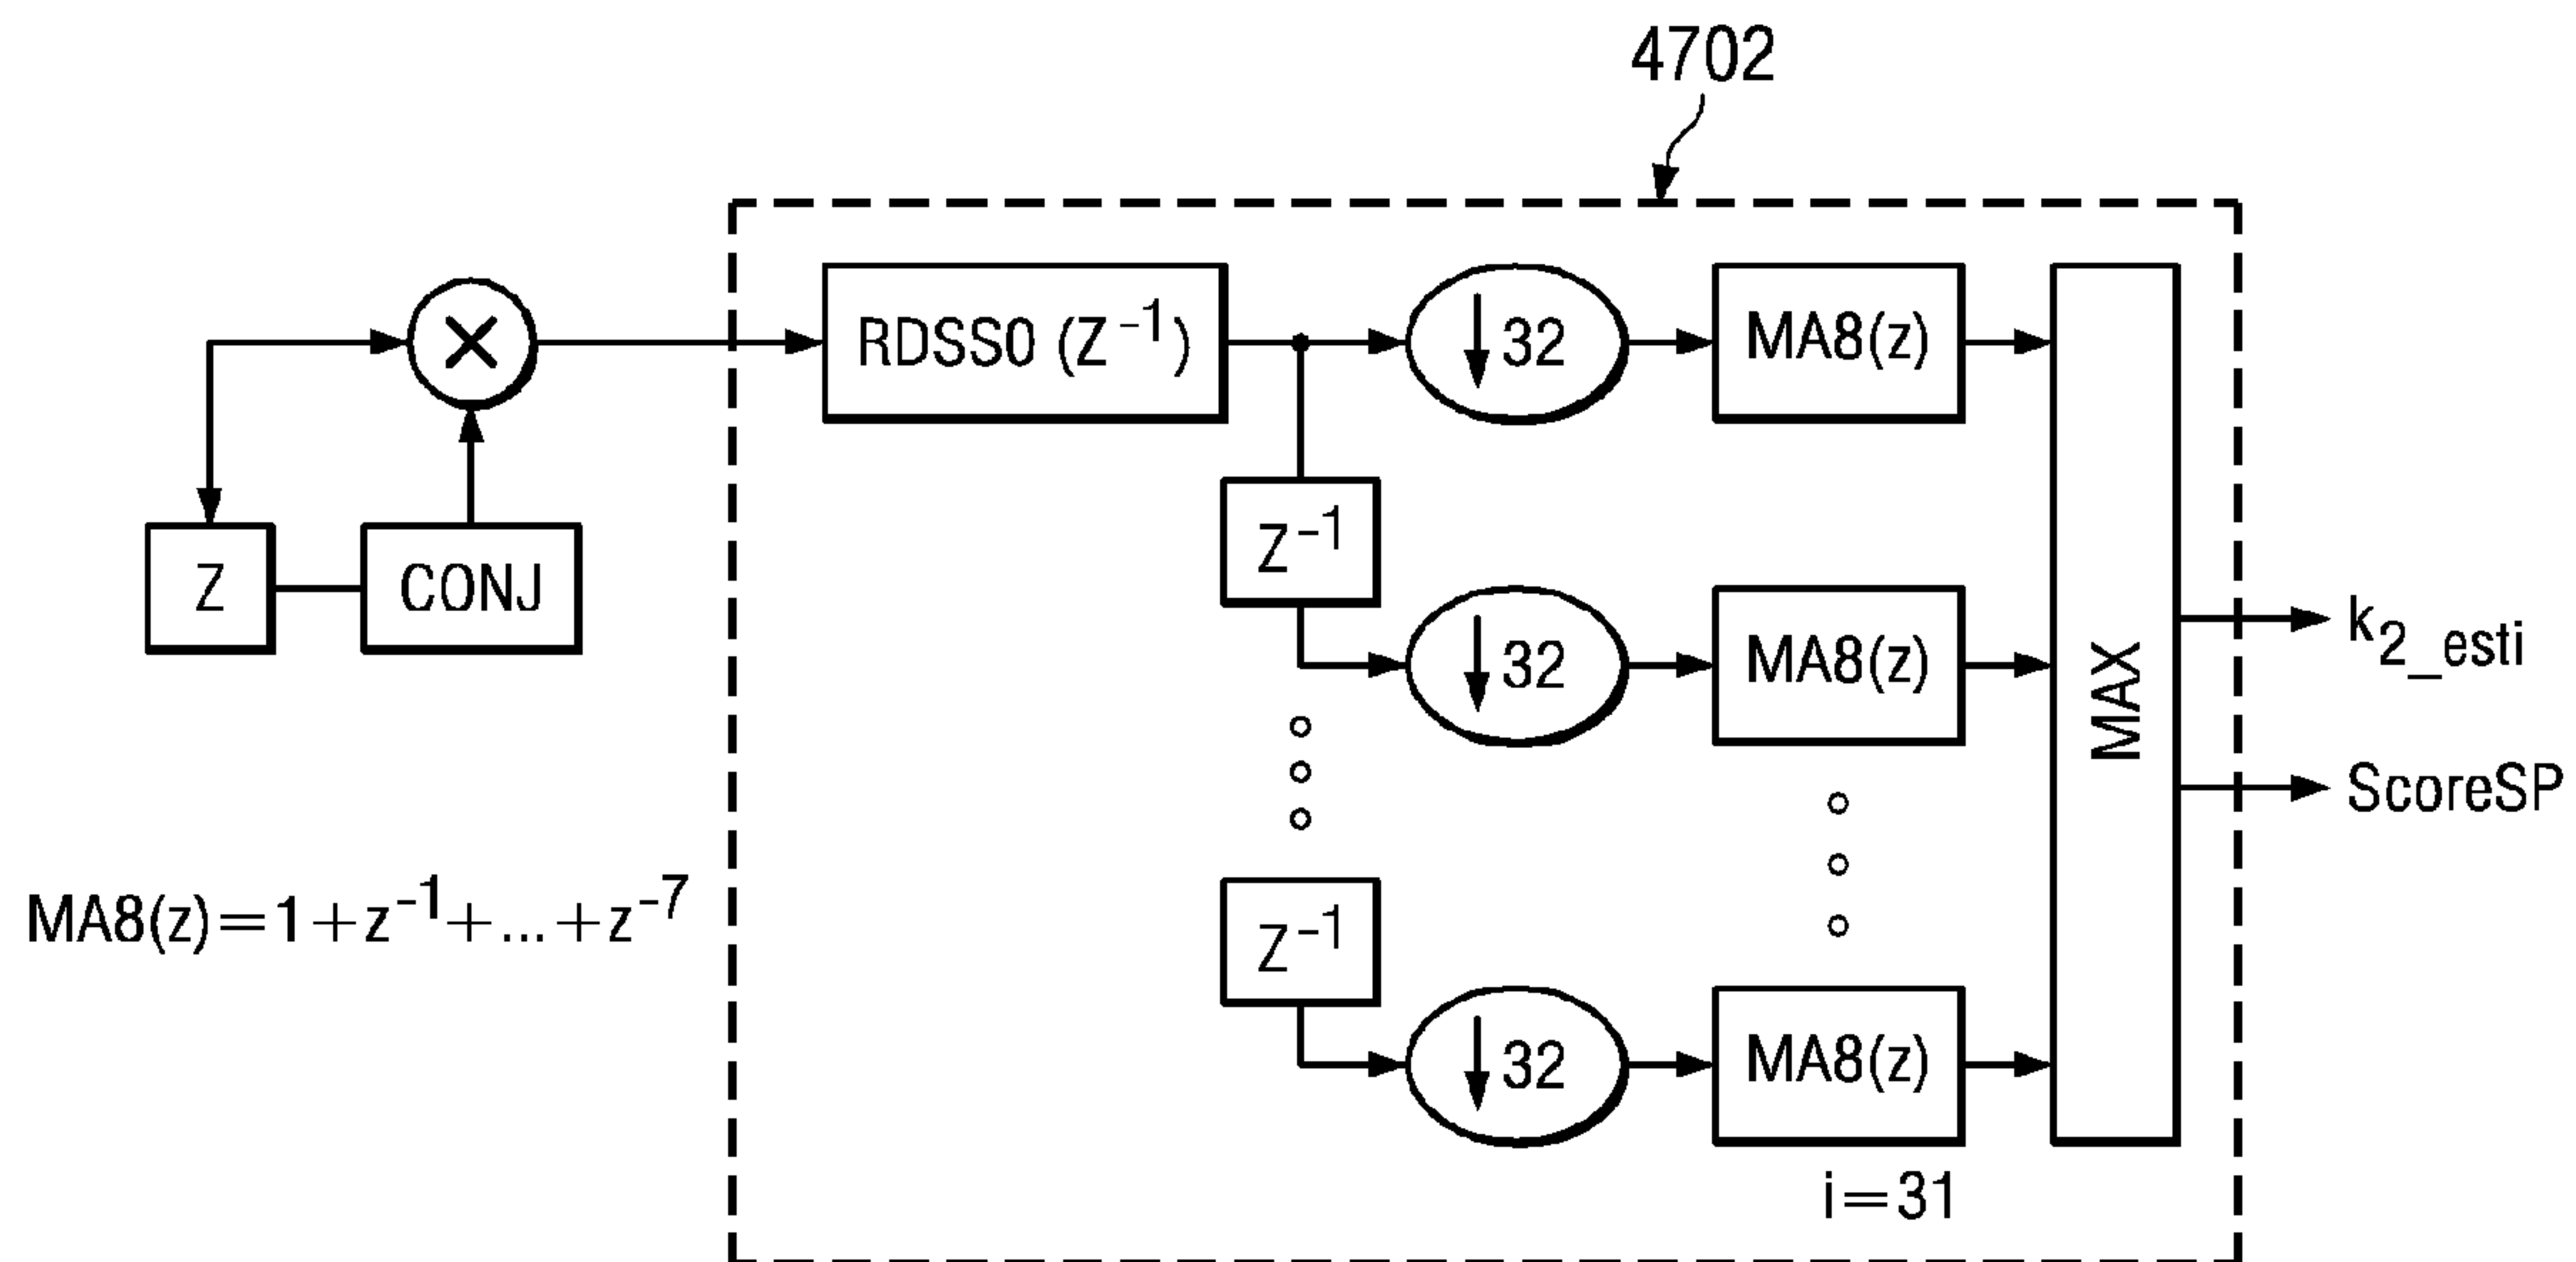 4702
RDSS0 (Z⁻¹)
↓ 32
MA8(z)
Z⁻¹
Z
CONJ
↓ 32
MA8(z)
MAX
k₂_esti
ScoreSP
MA8(z)=1+z⁻¹+...+z⁻⁷
Z⁻¹
↓ 32
MA8(z)
i=31